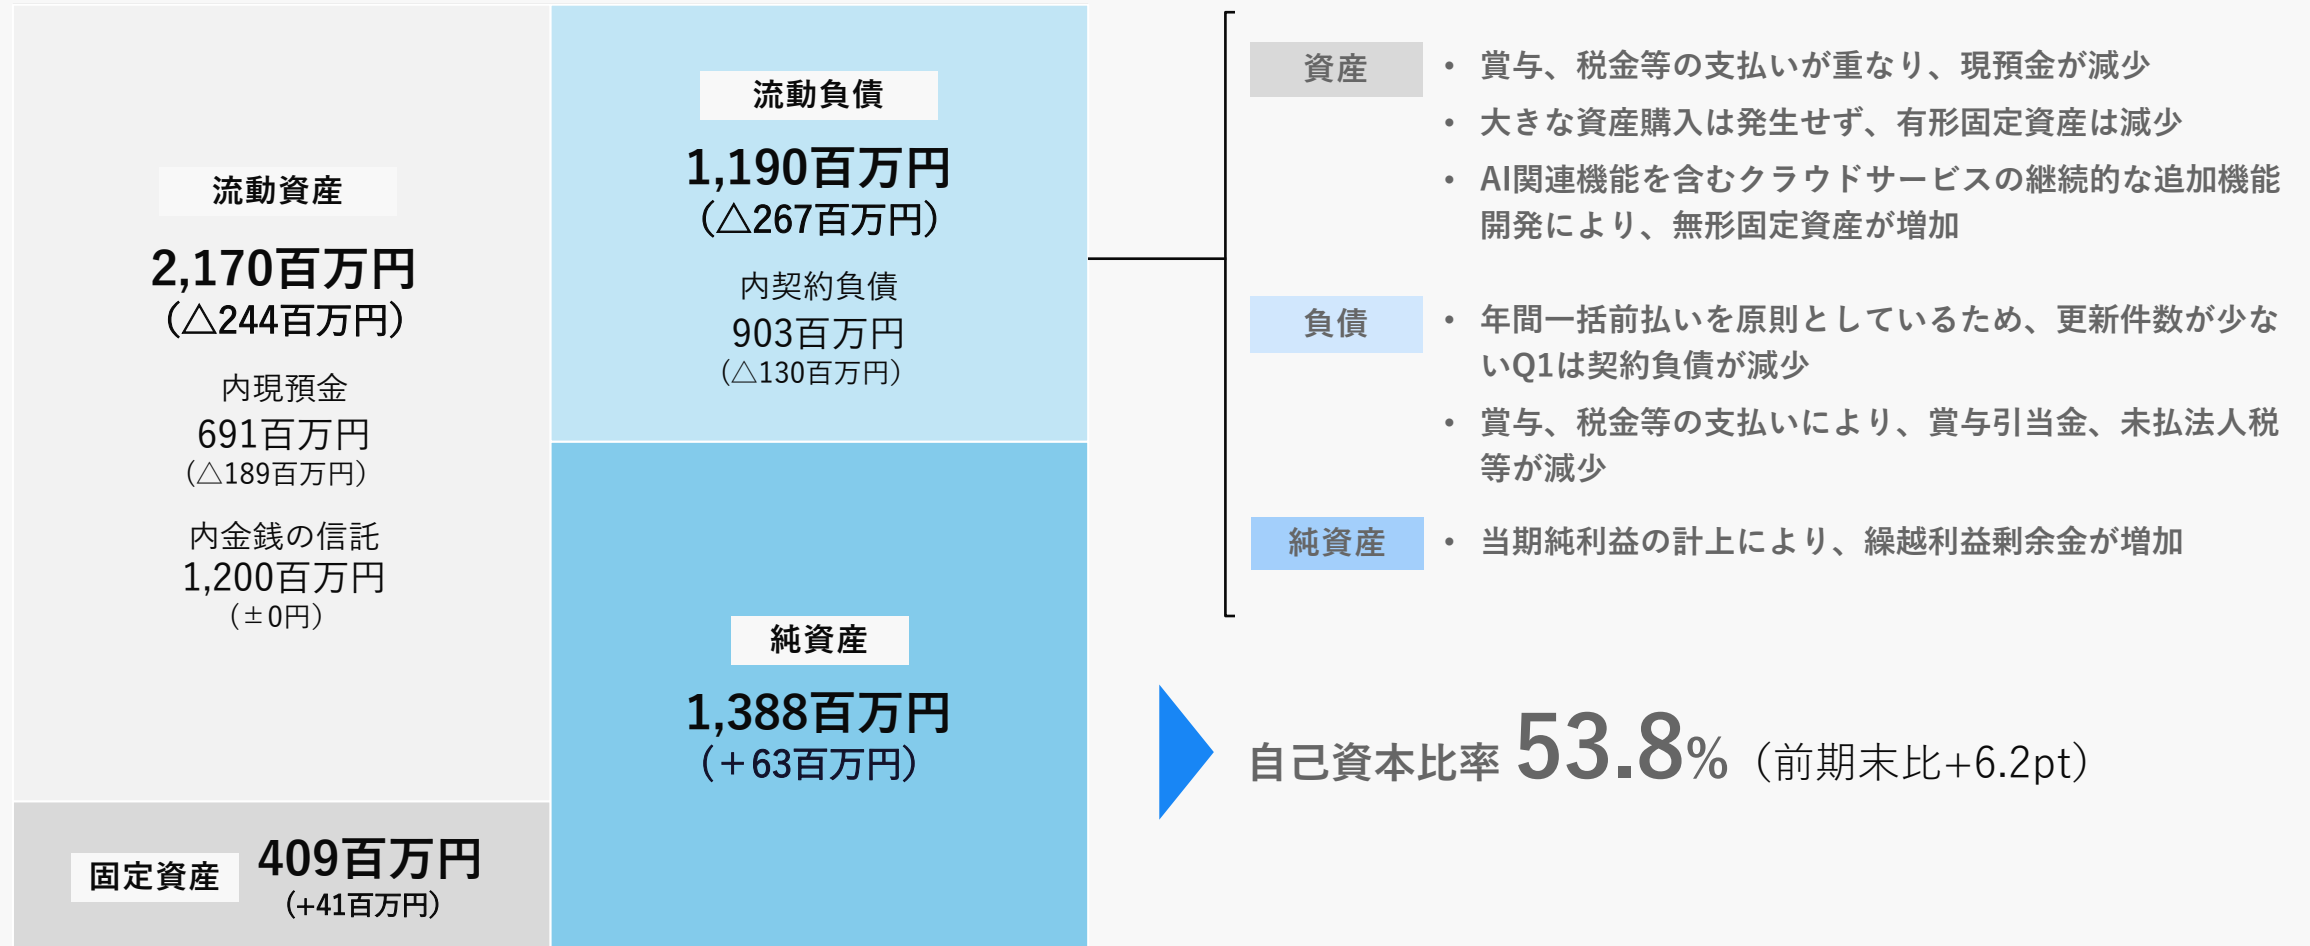 流動資産
2,170百万円
（△244百万円）
内現預金
691百万円
（△189百万円）
内金銭の信託
1,200百万円
（±0円）
固定資産
409百万円
（+41百万円）
流動負債
1,190百万円
（△267百万円）
内契約負債
903百万円
（△130百万円）
純資産
1,388百万円
（＋63百万円）
資産
• 賞与、税金等の支払いが重なり、現預金が減少
• 大きな資産購入は発生せず、有形固定資産は減少
• AI関連機能を含むクラウドサービスの継続的な追加機能
開発により、無形固定資産が増加
負債
• 年間一括前払いを原則としているため、更新件数が少な
いQ1は契約負債が減少
• 賞与、税金等の支払いにより、賞与引当金、未払法人税
等が減少
純資産
• 当期純利益の計上により、繰越利益剰余金が増加
自己資本比率 53.8%（前期末比+6.2pt）